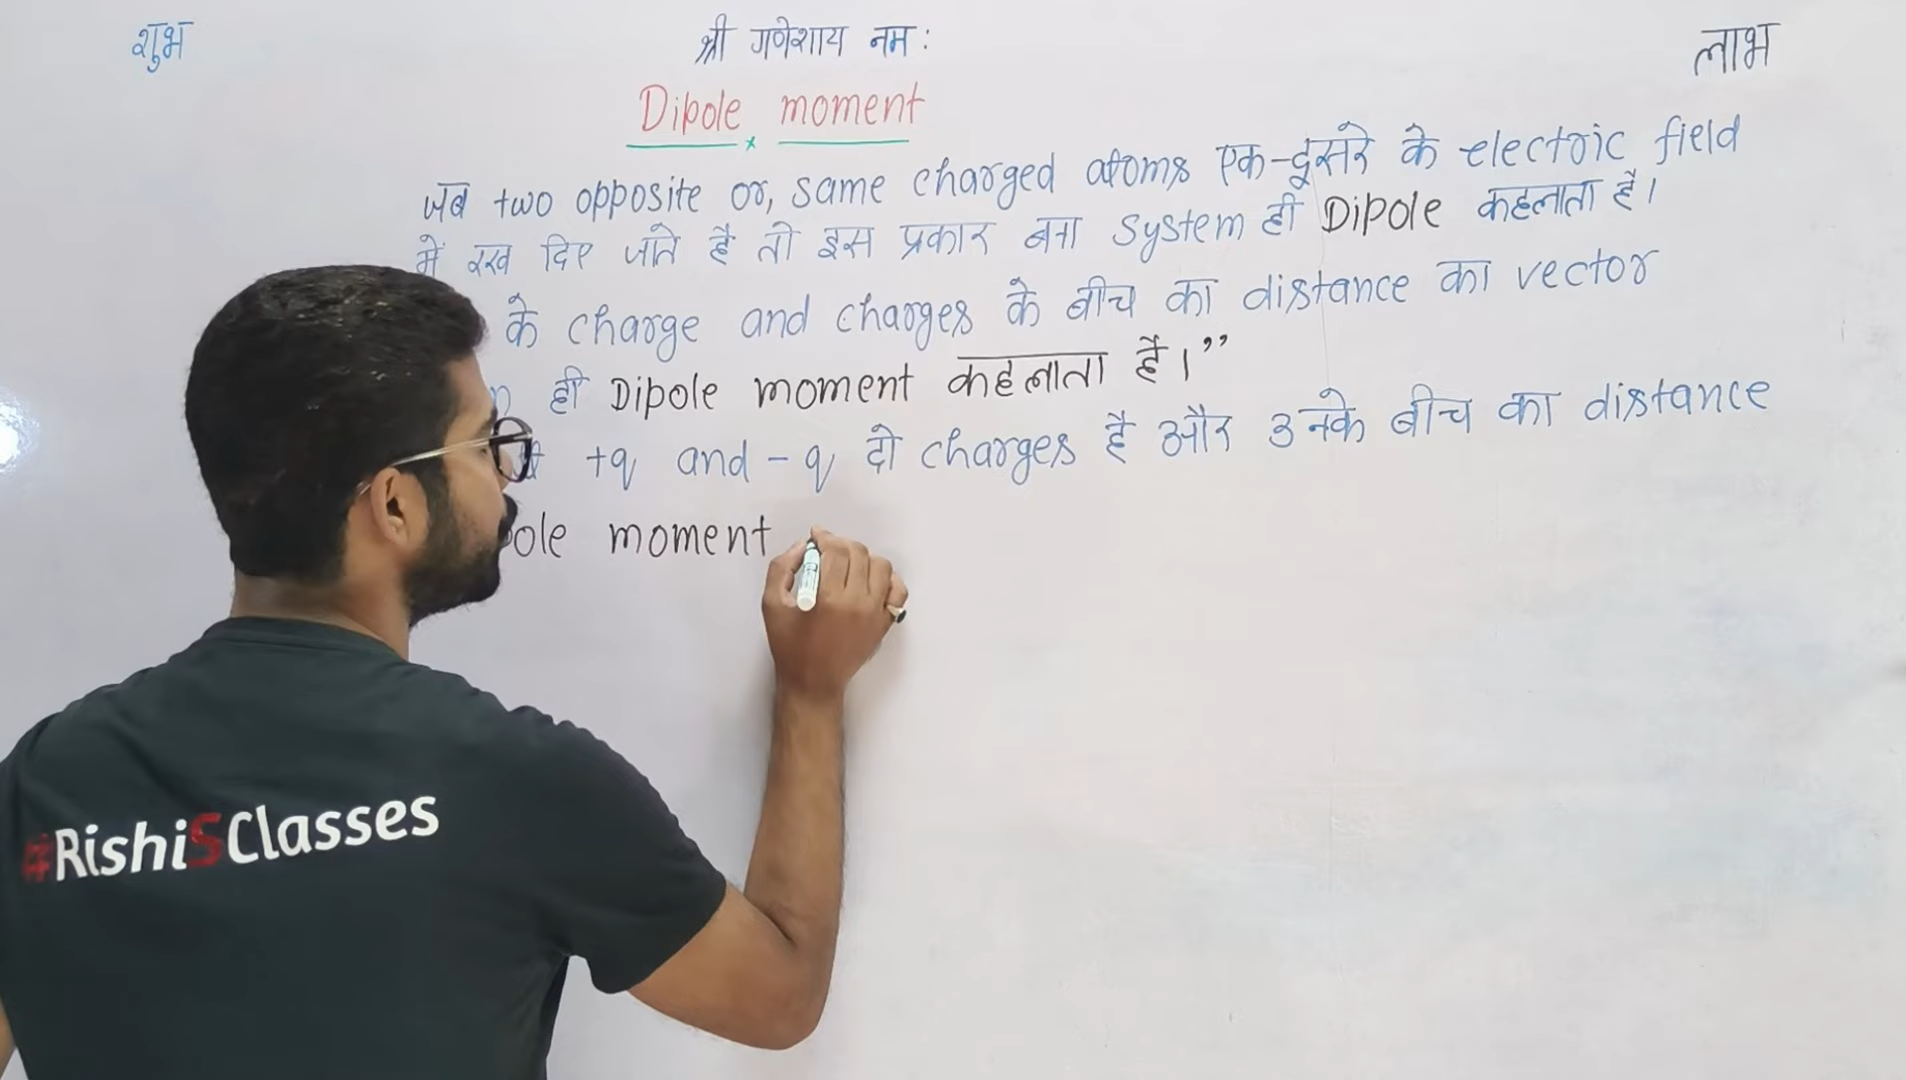 शुभ
श्री गणेशाय नम:
लाभ
Dipole moment
जब two opposite or, same charged atoms एक-दूसरे के electric field
में रख दिए जाते है तो इस प्रकार बना system ही Dipole कहलाता है।
के charge and charges के बीच का distance का vector
ही Dipole moment कहलाता है।”
+q and -q दो charges है और उनके बीच का distance
pole moment
#RishiSClasses